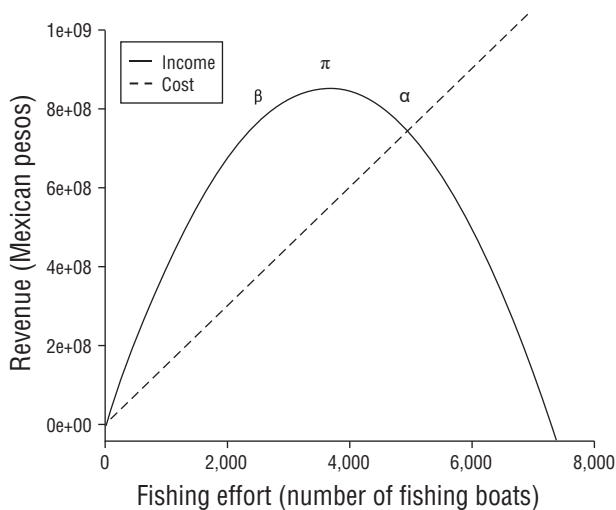 1e+09
8e+08
6e+08
4e+08
2e+08
0e+00
Revenue (Mexican pesos)
Income
Cost
β
π
α
0 2,000 4,000 6,000 8,000
Fishing effort (number of fishing boats)